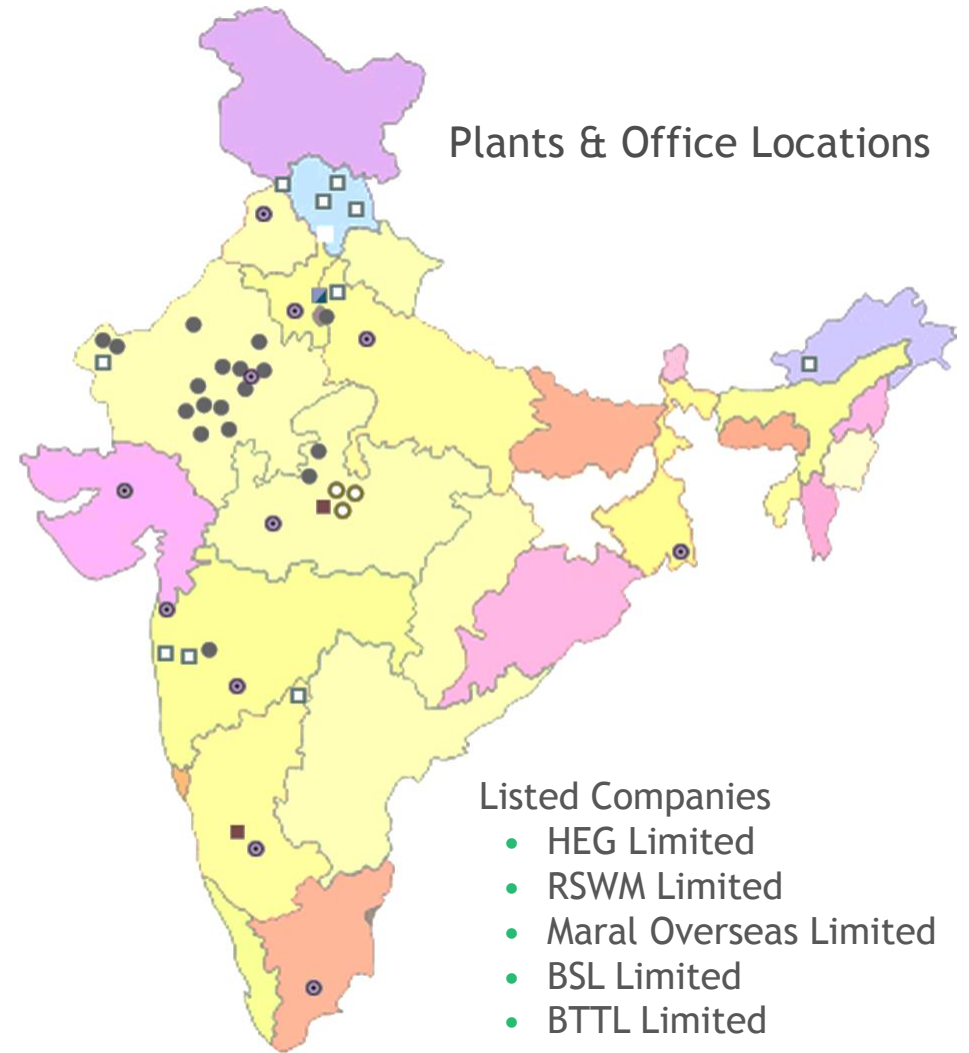 Plants & Office Locations
Listed Companies
• HEG Limited
• RSWM Limited
• Maral Overseas Limited
• BSL Limited
• BTTL Limited